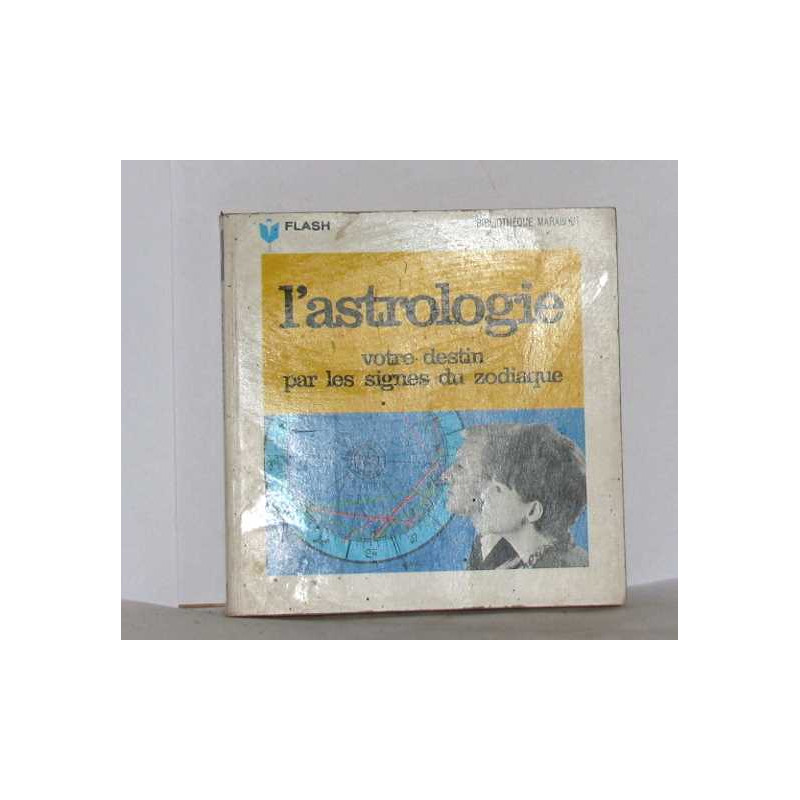 FLASH
BIBLIOTHEQUE MARABOUT
l'astrologie
votre destin
par les signes du zodiaque